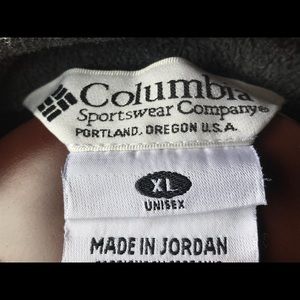 Columbia
Sportswear Company®
PORTLAND, OREGON U.S.A.
XL
UNISEX
MADE IN JORDAN